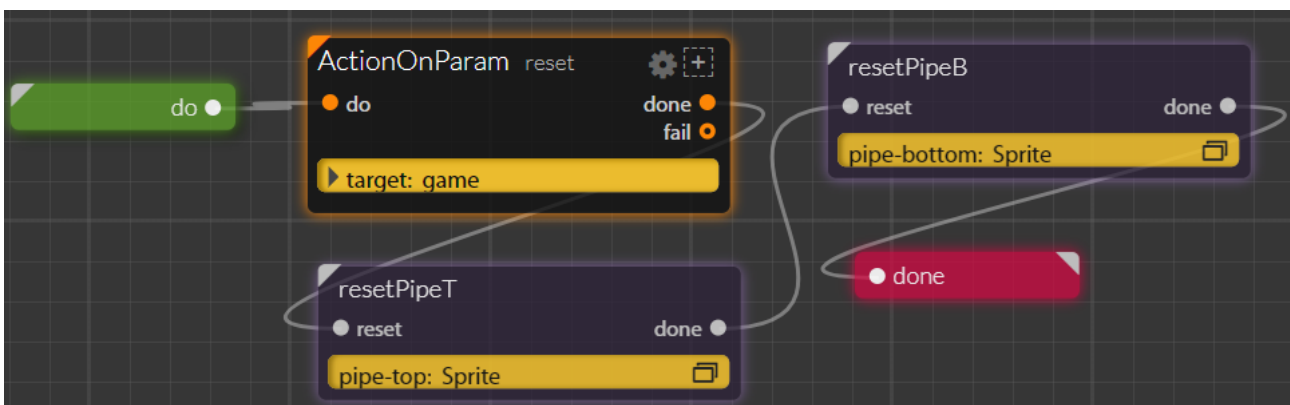 do
ActionOnParam reset
do done
fail
target: game
resetPipeT
reset done
pipe-top: Sprite
resetPipeB
reset done
pipe-bottom: Sprite
done